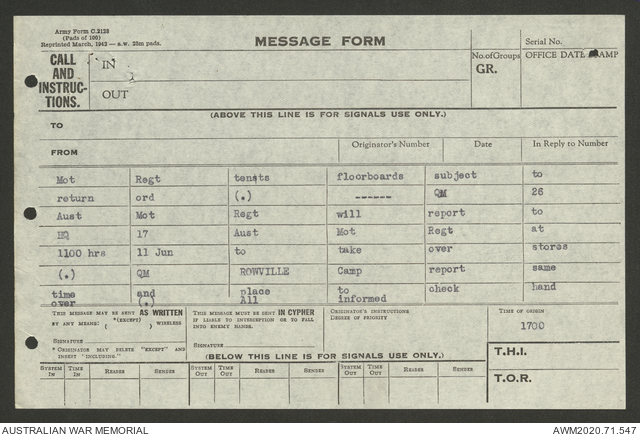 Army Form C.2128
(Pads of 100)
Reprinted March, 1942 — a.w. 25m pads.
MESSAGE FORM
Serial No.
CALL AND INSTRUC-TIONS.
IN
OUT
No. of Groups
GR.
OFFICE DATE STAMP
(ABOVE THIS LINE IS FOR SIGNALS USE ONLY.)
TO
FROM
Originator's Number
Date
In Reply to Number
Mot Regt tensts floorboards subject to
return ord (.) ------ QM 26
Aust Mot Regt will report to
HQ 17 Aust Mot Regt at
1100 hrs 11 Jun to take over stores
(.) QM ROWVILLE Camp report same
time and place to check hand
over (.) All informed
THIS MESSAGE MAY BE SENT AS WRITTEN
BY ANY MEANS: *(EXCEPT) ( ) WIRELESS
SIGNATURE
* ORIGINATOR MAY DELETE "EXCEPT" AND
INSERT "INCLUDING."
THIS MESSAGE MUST BE SENT IN CYPHER
IF LIABLE TO INTERCEPTION OR TO FALL
INTO ENEMY HANDS.
SIGNATURE
ORIGINATOR'S INSTRUCTIONS
DEGREE OF PRIORITY
TIME OF ORIGIN
1700
(BELOW THIS LINE IS FOR SIGNALS USE ONLY.)
T.H.I.
T.O.R.
SYSTEM IN TIME IN READER SENDER SYSTEM OUT TIME OUT READER SENDER SYSTEM OUT TIME OUT READER SENDER
AUSTRALIAN WAR MEMORIAL
AWM2020.71.547